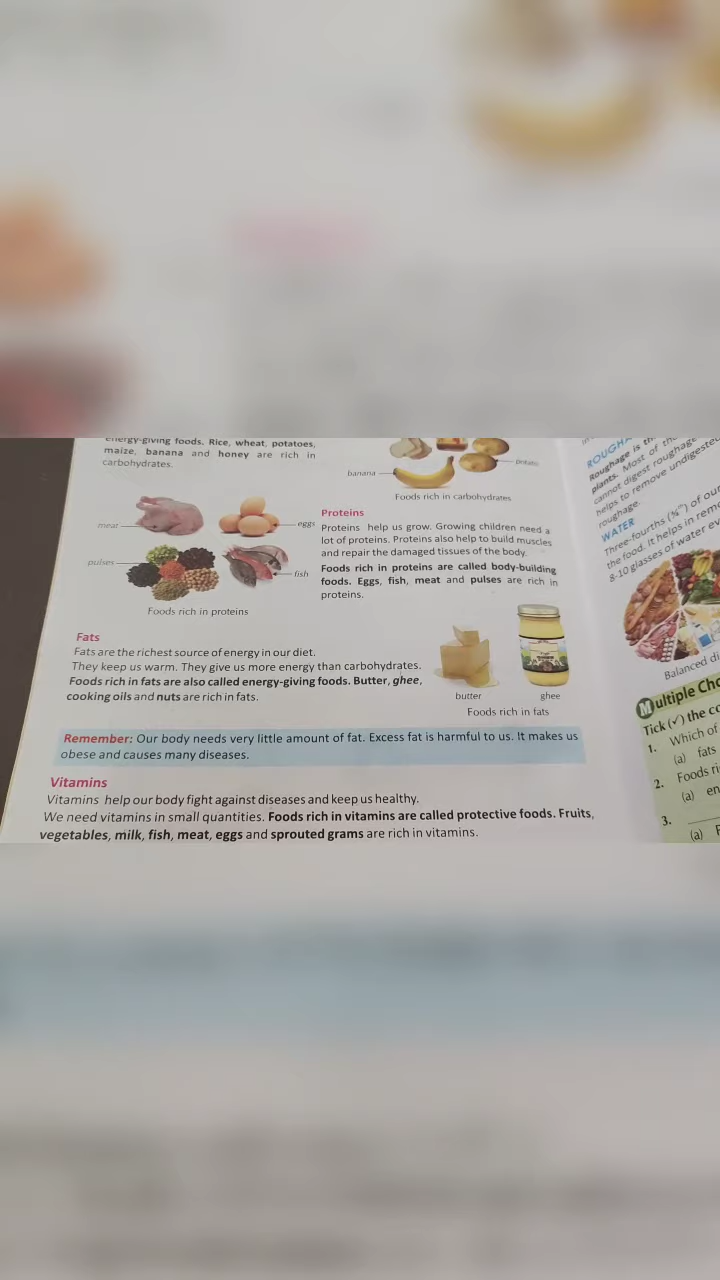 energy-giving foods. Rice, wheat, potatoes,
maize, banana and honey are rich in
carbohydrates.
banana
potato
Foods rich in carbohydrates
meat
eggs
pulses
fish
Foods rich in proteins
Proteins
Proteins help us grow. Growing children need a
lot of proteins. Proteins also help to build muscles
and repair the damaged tissues of the body.
Foods rich in proteins are called body-building
foods. Eggs, fish, meat and pulses are rich in
proteins.
Fats
Fats are the richest source of energy in our diet.
They keep us warm. They give us more energy than carbohydrates.
Foods rich in fats are also called energy-giving foods. Butter, ghee,
cooking oils and nuts are rich in fats.
butter
ghee
Foods rich in fats
Remember: Our body needs very little amount of fat. Excess fat is harmful to us. It makes us
obese and causes many diseases.
Vitamins
Vitamins help our body fight against diseases and keep us healthy.
We need vitamins in small quantities. Foods rich in vitamins are called protective foods. Fruits,
vegetables, milk, fish, meat, eggs and sprouted grams are rich in vitamins.
Roughage is
plants. Most of
cannot digest roughage
helps to remove undigeste
roughage.
WATER
Three-fourths (¾th) of our
the food. It helps in remo
8-10 glasses of water ev
Balanced di
Multiple Cho
Tick (✓) the co
1. Which of
(a) fats
2. Foods ri
(a) en
3.
(a)